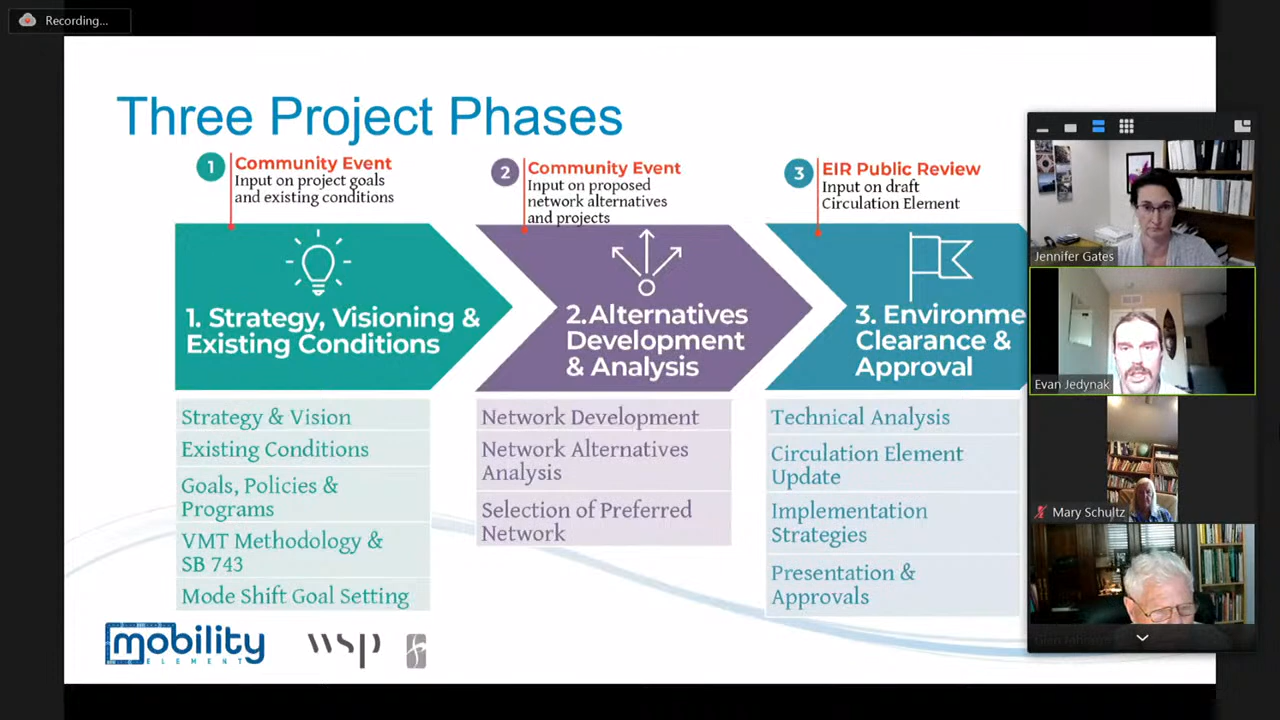 Recording...
Three Project Phases
1
Community Event
Input on project goals
and existing conditions
2
Community Event
Input on proposed
network alternatives
and projects
3
EIR Public Review
Input on draft
Circulation Element
1. Strategy, Visioning &
Existing Conditions
2.Alternatives
Development
& Analysis
3. Environme
Clearance &
Approval
Strategy & Vision
Existing Conditions
Goals, Policies &
Programs
VMT Methodology &
SB 743
Mode Shift Goal Setting
Network Development
Network Alternatives
Analysis
Selection of Preferred
Network
Technical Analysis
Circulation Element
Update
Implementation
Strategies
Presentation &
Approvals
mobility
ELEMENT
wsp
Jennifer Gates
Evan Jedynak
Mary Schultz